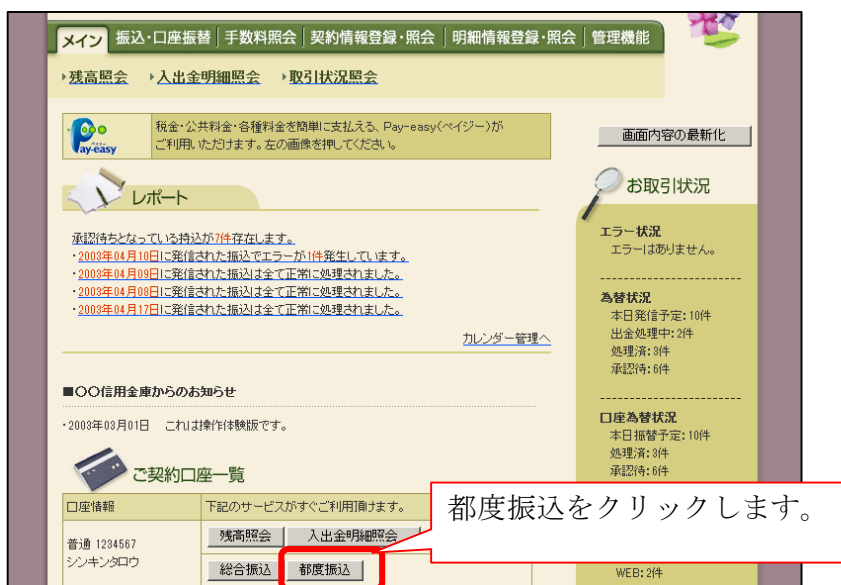 メイン 振込・口座振替 手数料照会 契約情報登録・照会 明細情報登録・照会 管理機能
残高照会 入出金明細照会 取引状況照会
Pay-easy
税金・公共料金・各種料金を簡単に支払える、Pay-easy(ペイジー)が
ご利用いただけます。左の画像を押してください。
画面内容の最新化
レポート
承認待ちとなっている持込が7件存在します。
・2003年04月10日に発信された振込でエラーが1件発生しています。
・2003年04月09日に発信された振込は全て正常に処理されました。
・2003年04月08日に発信された振込は全て正常に処理されました。
・2003年04月17日に発信された振込は全て正常に処理されました。
カレンダー管理へ
■○○信用金庫からのお知らせ
・2003年03月01日 これは操作体験版です。
ご契約口座一覧
口座情報 下記のサービスがすぐご利用頂けます。
普通 1234567
シンキンタロウ
残高照会 入出金明細照会
総合振込 都度振込
お取引状況
エラー状況
エラーはありません。
為替状況
本日発信予定:10件
出金処理中:2件
処理済:3件
承認待:6件
口座為替状況
本日振替予定:10件
処理済:3件
承認待:6件
都度振込をクリックします。
WEB:2件